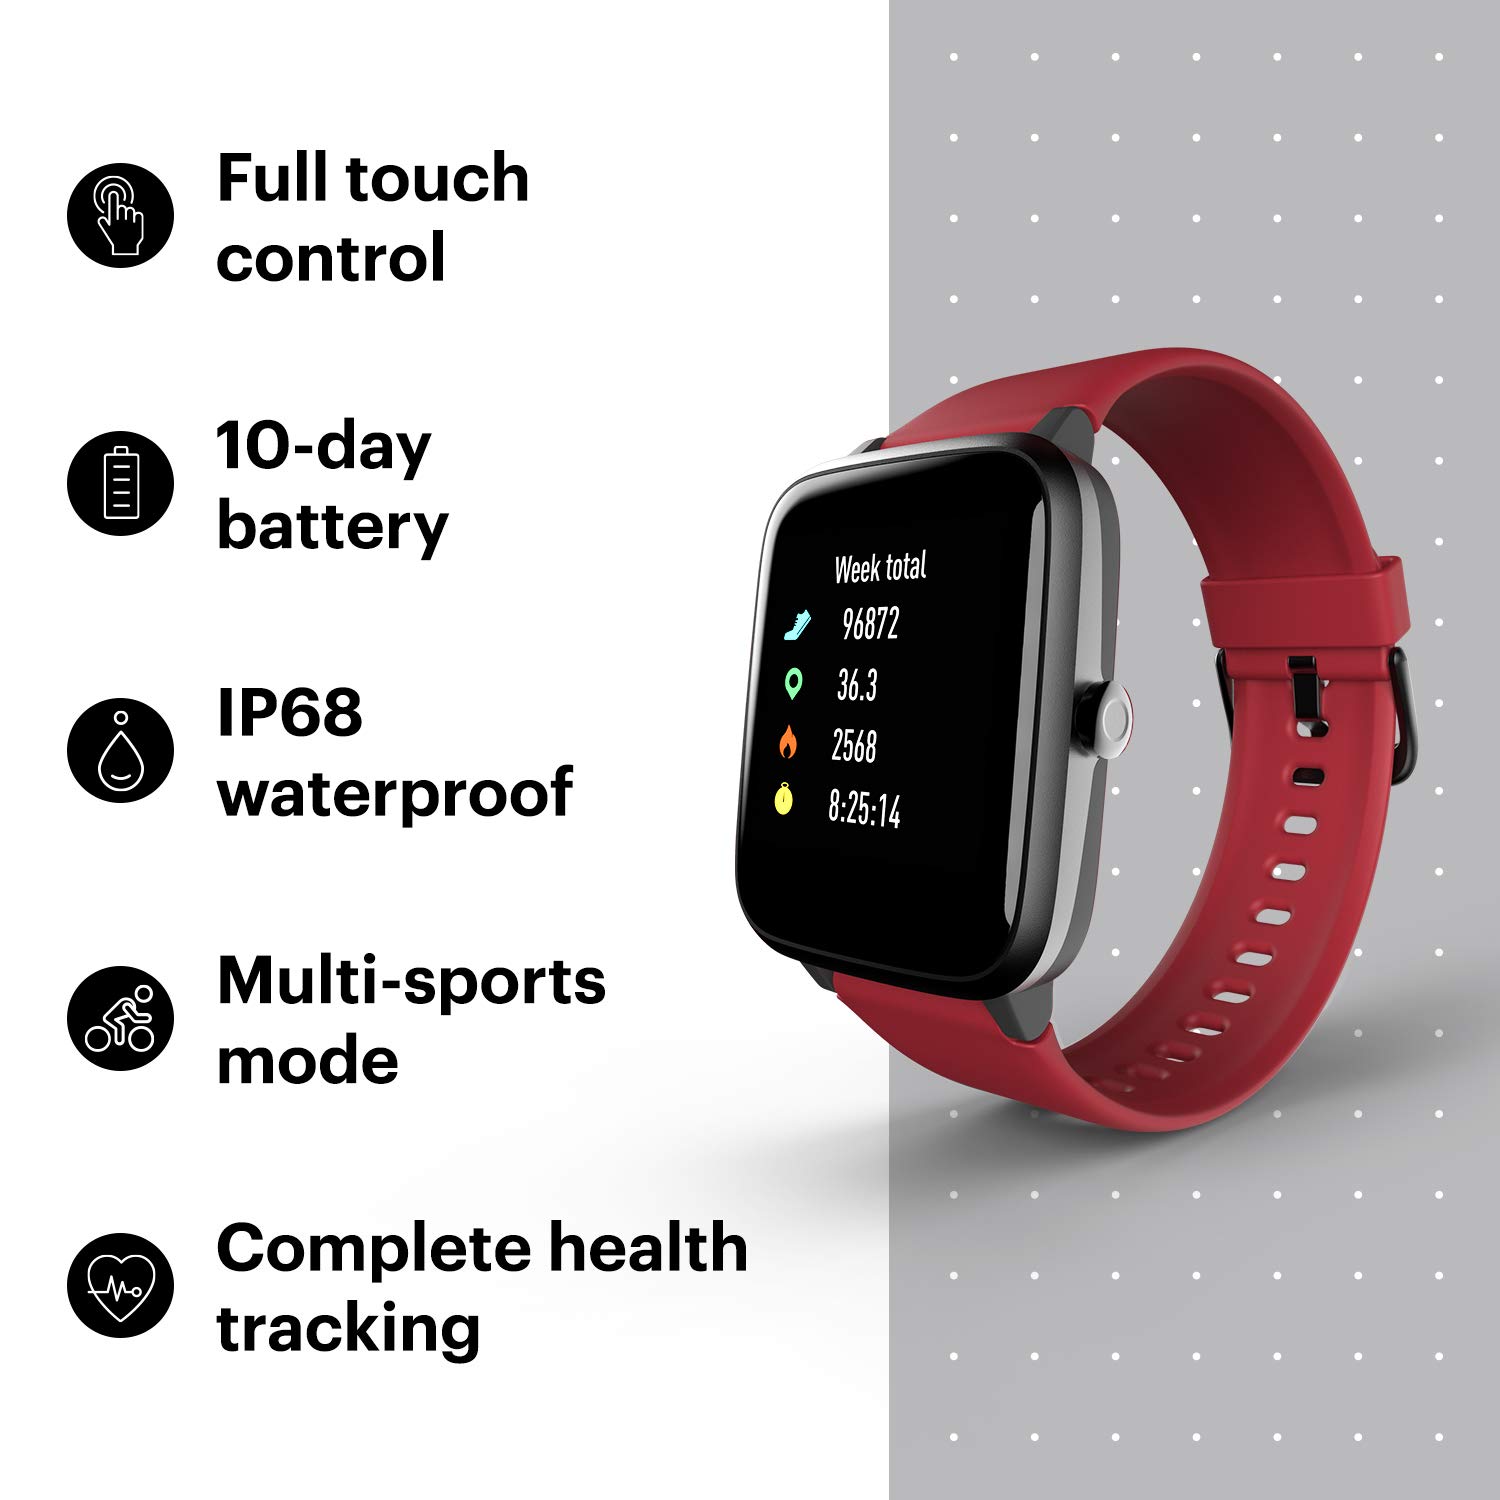 Full touch
control
10-day
battery
IP68
waterproof
Multi-sports
mode
Complete health
tracking
Week total
96872
36.3
2568
8:25:14